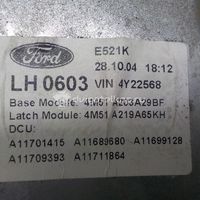 Ford
E521K
28.10.04 18:12
LH 0603 VIN 4Y22568
Base Module: 4M51 A203A29BF
Latch Module: 4M51 A219A65KH
DCU:
A11701415 A11689680 A11699128
A11709393 A11711864